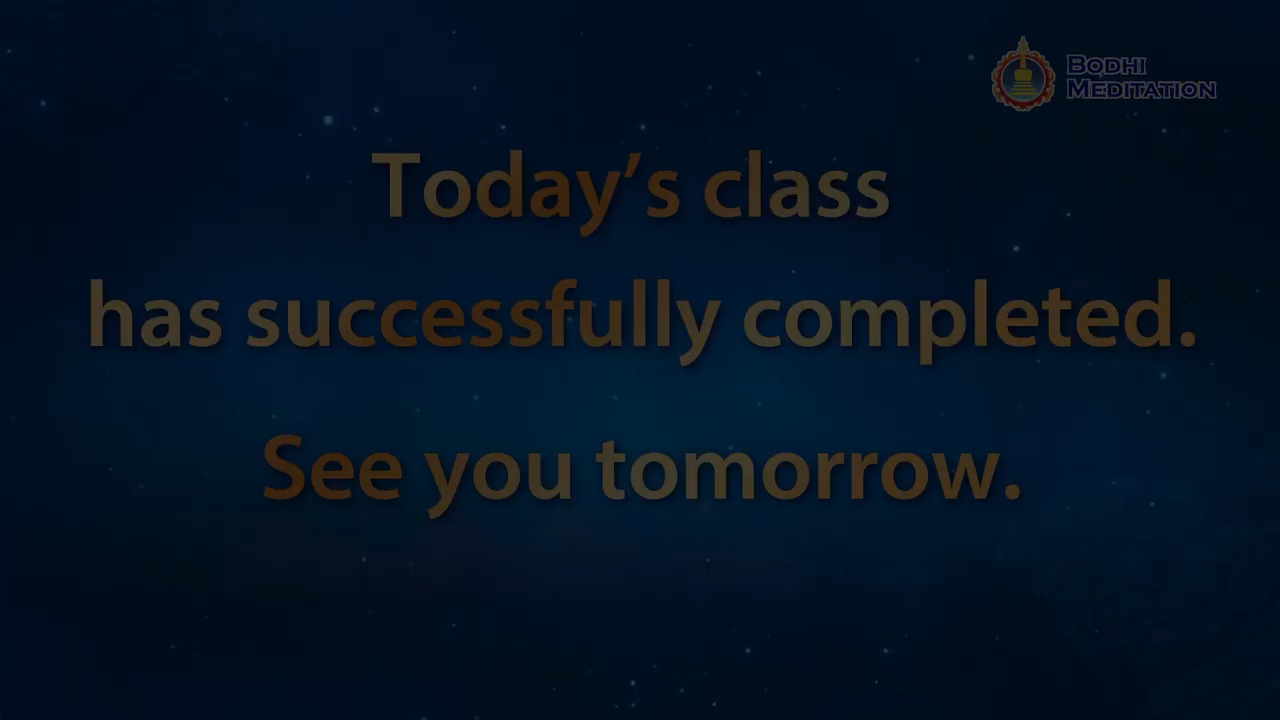 BODHI
MEDITATION
Today’s class
has successfully completed.
See you tomorrow.